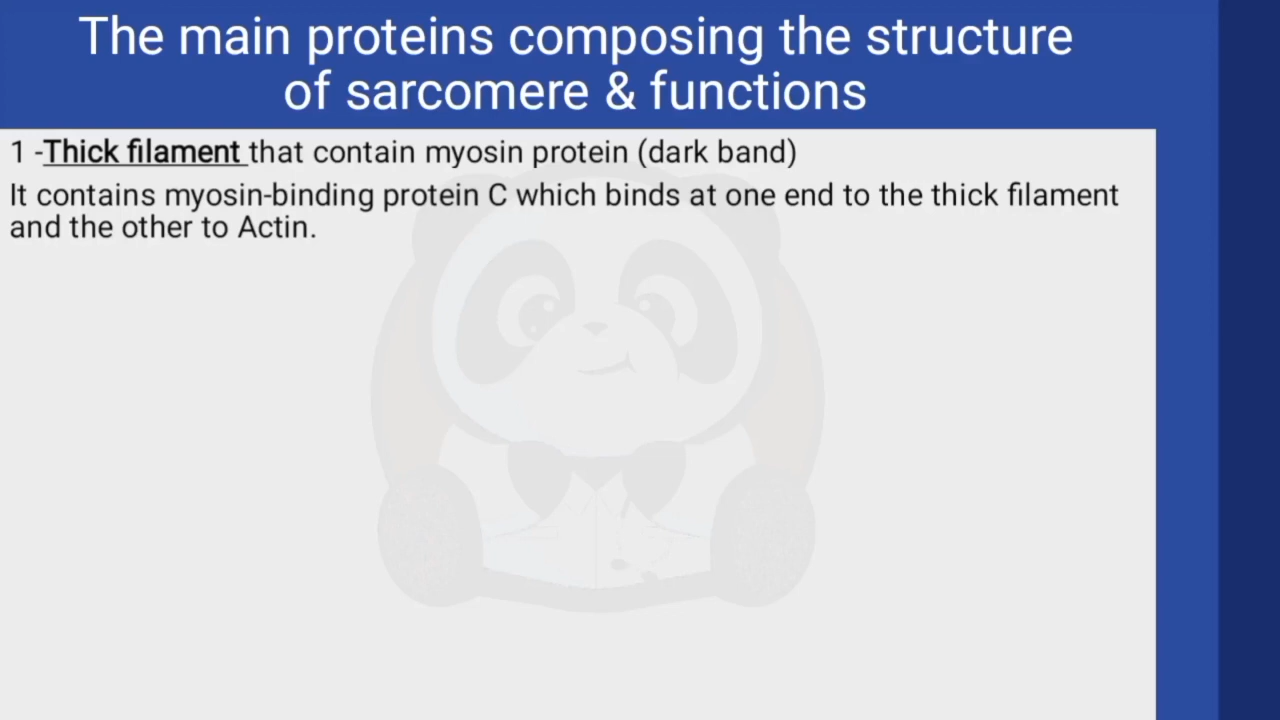 The main proteins composing the structure
of sarcomere & functions
1 -Thick filament that contain myosin protein (dark band)
It contains myosin-binding protein C which binds at one end to the thick filament
and the other to Actin.